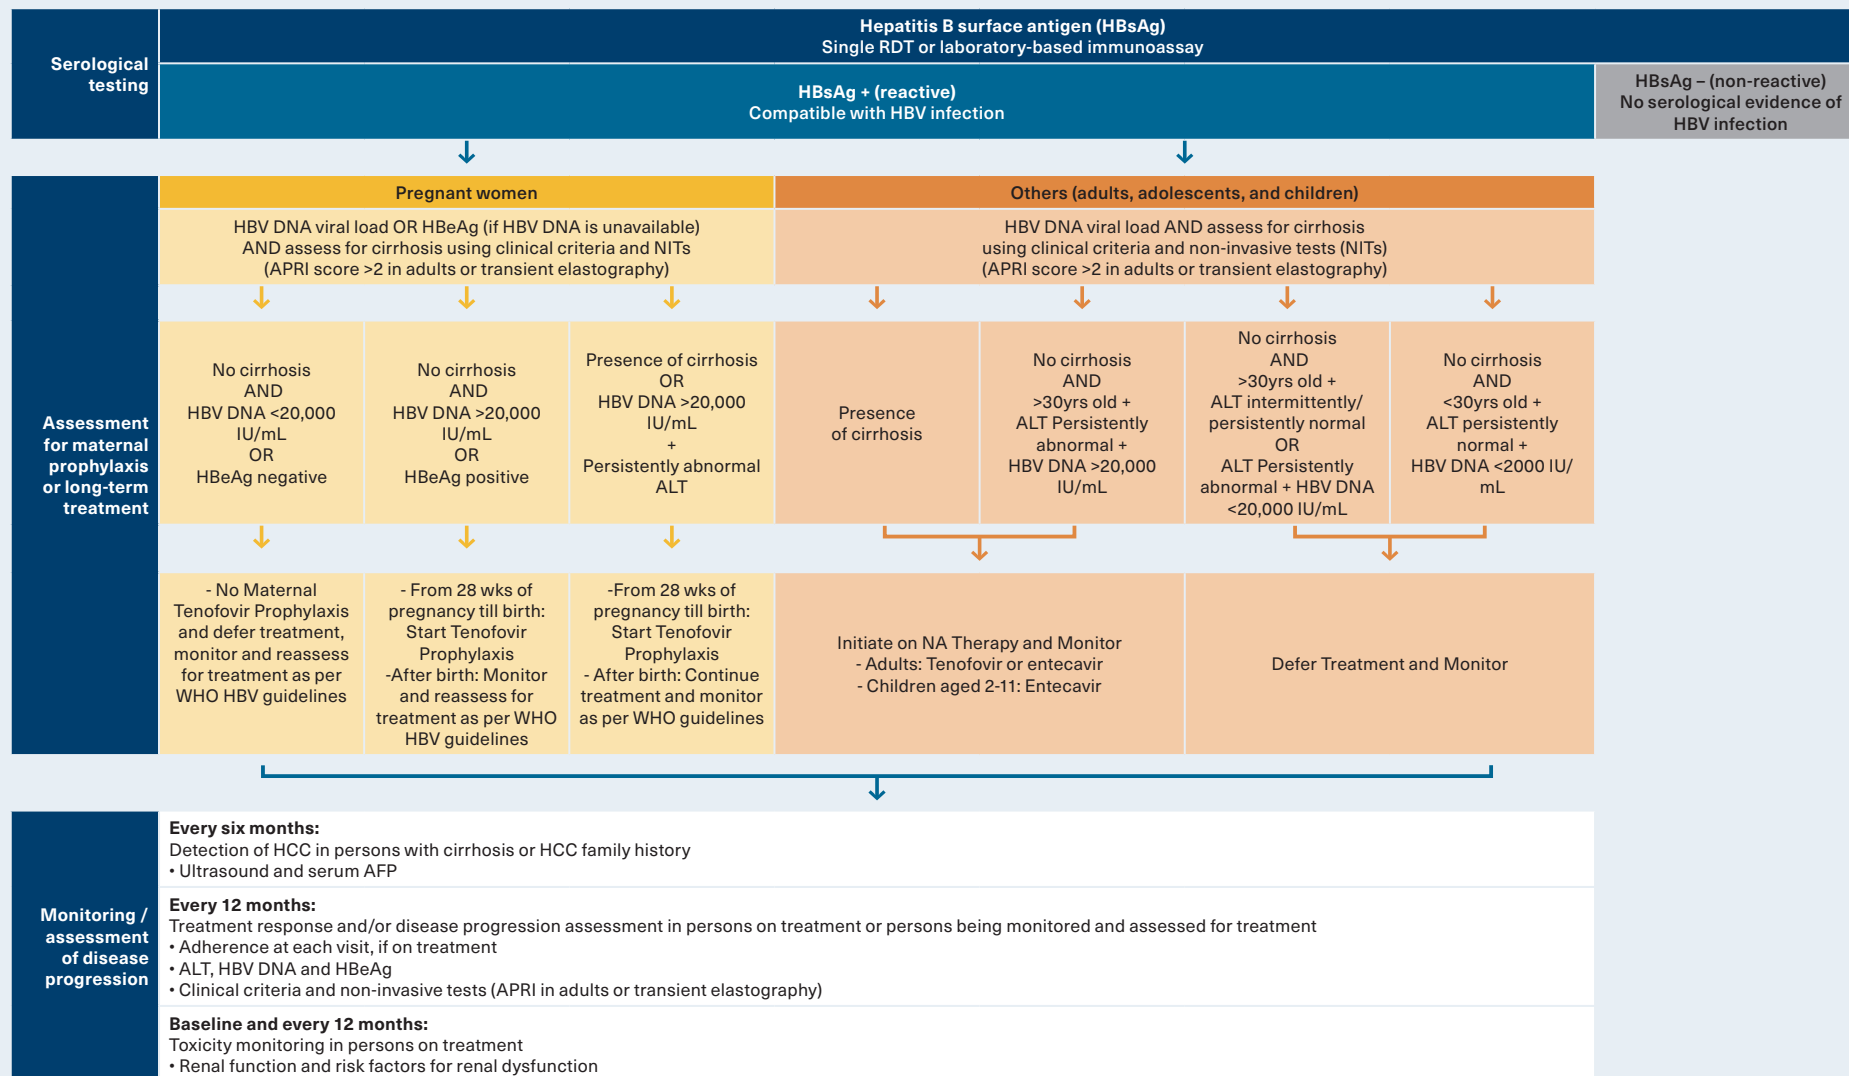 Serological
testing
Hepatitis B surface antigen (HBsAg)
Single RDT or laboratory-based immunoassay
HBsAg + (reactive)
Compatible with HBV infection
HBsAg – (non-reactive)
No serological evidence of
HBV infection
Assessment
for maternal
prophylaxis
or long-term
treatment
Pregnant women
HBV DNA viral load OR HBeAg (if HBV DNA is unavailable)
AND assess for cirrhosis using clinical criteria and NITs
(APRI score >2 in adults or transient elastography)
Others (adults, adolescents, and children)
HBV DNA viral load AND assess for cirrhosis
using clinical criteria and non-invasive tests (NITs)
(APRI score >2 in adults or transient elastography)
No cirrhosis
AND
HBV DNA <20,000
IU/mL
OR
HBeAg negative
No cirrhosis
AND
HBV DNA >20,000
IU/mL
OR
HBeAg positive
Presence of cirrhosis
OR
HBV DNA >20,000
IU/mL
+
Persistently abnormal
ALT
Presence
of cirrhosis
No cirrhosis
AND
>30yrs old +
ALT Persistently
abnormal +
HBV DNA >20,000
IU/mL
No cirrhosis
AND
>30yrs old +
ALT intermittently/
persistently normal
OR
ALT Persistently
abnormal + HBV DNA
<20,000 IU/mL
No cirrhosis
AND
<30yrs old +
ALT persistently
normal +
HBV DNA <2000 IU/
mL
- No Maternal
Tenofovir Prophylaxis
and defer treatment,
monitor and reassess
for treatment as per
WHO HBV guidelines
- From 28 wks of
pregnancy till birth:
Start Tenofovir
Prophylaxis
-After birth: Monitor
and reassess for
treatment as per WHO
HBV guidelines
-From 28 wks of
pregnancy till birth:
Start Tenofovir
Prophylaxis
- After birth: Continue
treatment and monitor
as per WHO guidelines
Initiate on NA Therapy and Monitor
- Adults: Tenofovir or entecavir
- Children aged 2-11: Entecavir
Defer Treatment and Monitor
Monitoring /
assessment
of disease
progression
Every six months:
Detection of HCC in persons with cirrhosis or HCC family history
• Ultrasound and serum AFP
Every 12 months:
Treatment response and/or disease progression assessment in persons on treatment or persons being monitored and assessed for treatment
• Adherence at each visit, if on treatment
• ALT, HBV DNA and HBeAg
• Clinical criteria and non-invasive tests (APRI in adults or transient elastography)
Baseline and every 12 months:
Toxicity monitoring in persons on treatment
• Renal function and risk factors for renal dysfunction